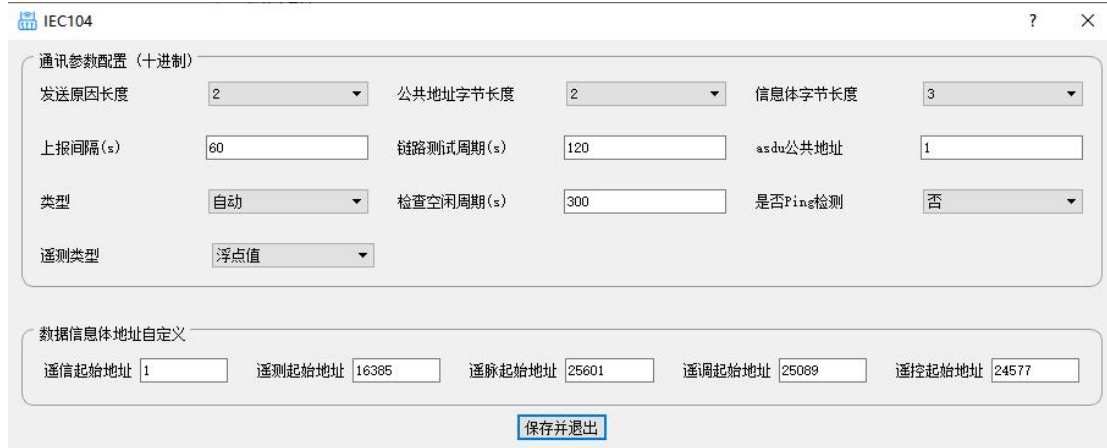 IEC104 ?
通讯参数配置（十进制）
发送原因长度 2 公共地址字节长度 2 信息体字节长度 3
上报间隔(s) 60 链路测试周期(s) 120 asdu公共地址 1
类型 自动 检查空闲周期(s) 300 是否Ping检测 否
遥测类型 浮点值
数据信息体地址自定义
遥信起始地址 1 遥测起始地址 16385 遥脉起始地址 25601 遥调起始地址 25089 遥控起始地址 24577
保存并退出